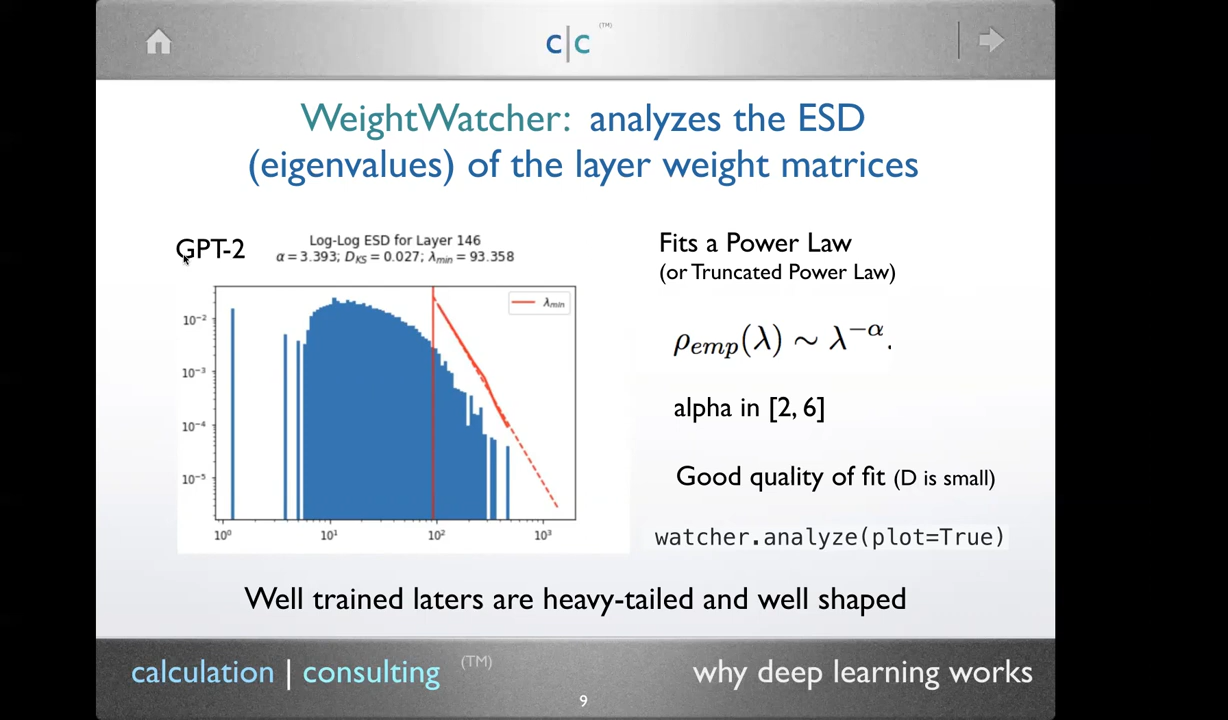 c|c (TM)
WeightWatcher: analyzes the ESD
(eigenvalues) of the layer weight matrices
GPT-2
Log-Log ESD for Layer 146
α = 3.393; D_KS = 0.027; λ_min = 93.358
λ_min
10⁻²
10⁻³
10⁻⁴
10⁻⁵
10⁰ 10¹ 10² 10³
Fits a Power Law
(or Truncated Power Law)
ρ_emp(λ) ~ λ^−α.
alpha in [2, 6]
Good quality of fit (D is small)
watcher.analyze(plot=True)
Well trained laters are heavy-tailed and well shaped
calculation | consulting (TM)
why deep learning works
9